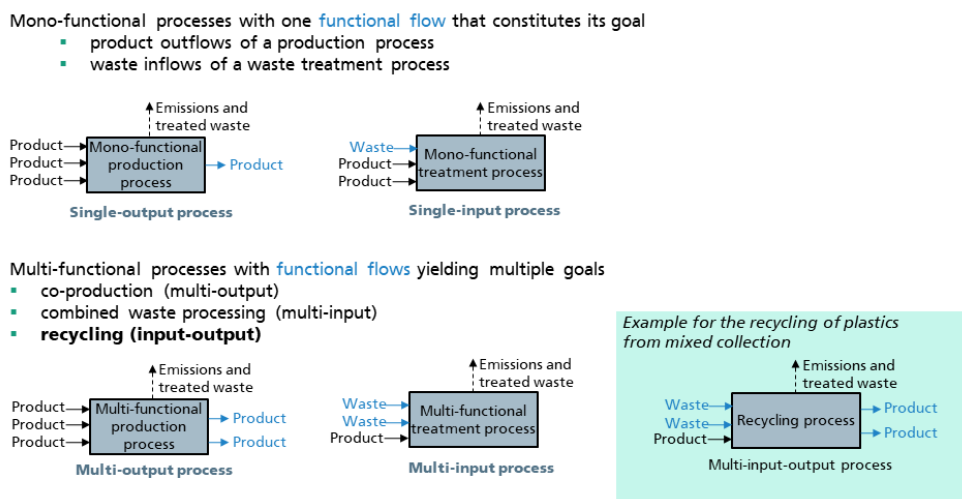 Mono-functional processes with one functional flow that constitutes its goal
▪ product outflows of a production process
▪ waste inflows of a waste treatment process
Emissions and
treated waste
Product
Product
Product
Mono-functional
production
process
Product
Single-output process
Emissions and
treated waste
Waste
Product
Product
Mono-functional
treatment process
Single-input process
Multi-functional processes with functional flows yielding multiple goals
▪ co-production (multi-output)
▪ combined waste processing (multi-input)
▪ recycling (input-output)
Emissions and
treated waste
Product
Product
Product
Multi-functional
production
process
Product
Product
Multi-output process
Emissions and
treated waste
Waste
Waste
Product
Multi-functional
treatment process
Multi-input process
Example for the recycling of plastics
from mixed collection
Emissions and
treated waste
Waste
Waste
Product
Recycling process
Product
Product
Multi-input-output process